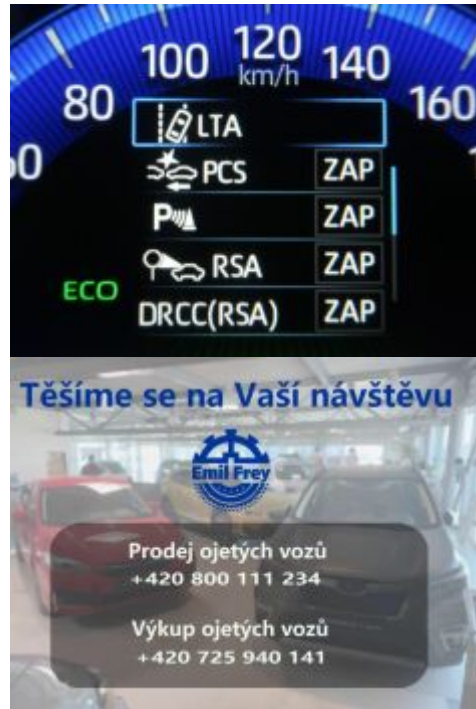 120
100 km/h 140
80 160
0
LTA
PCS ZAP
P ZAP
RSA ZAP
ECO
DRCC(RSA) ZAP
Těšíme se na Vaší návštěvu
Emil Frey
Prodej ojetých vozů
+420 800 111 234
Výkup ojetých vozů
+420 725 940 141